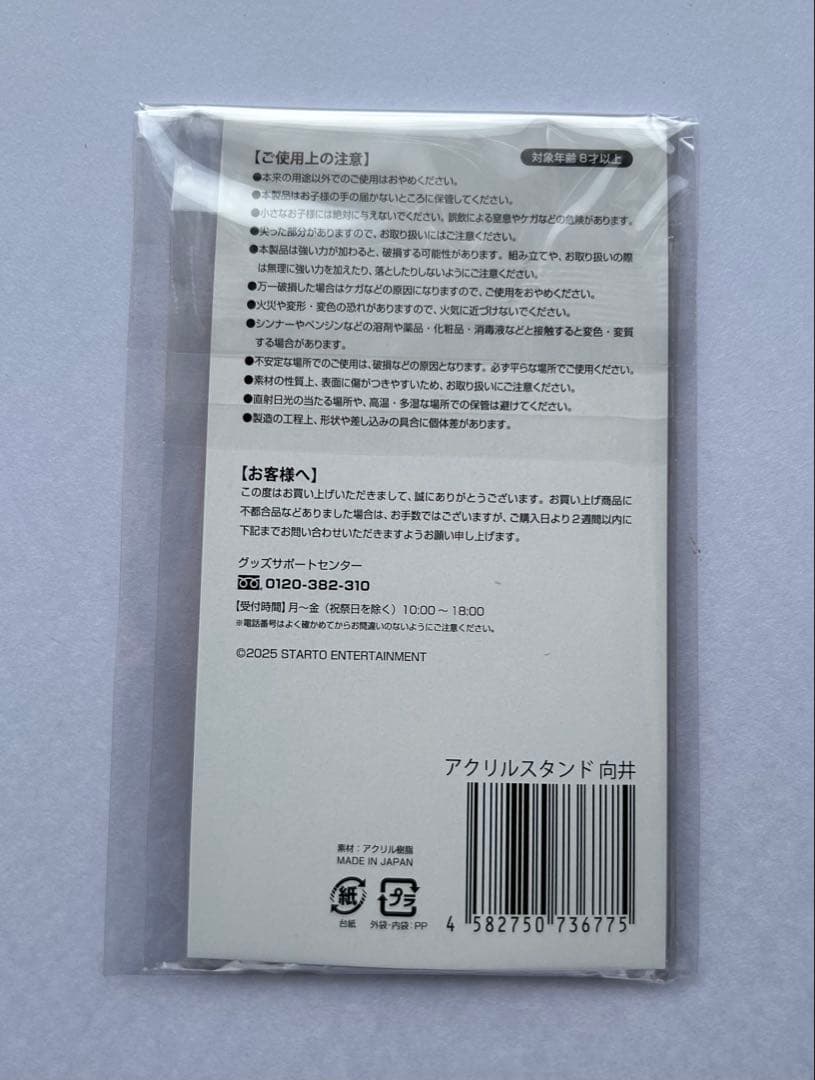 【ご使用上の注意】
対象年齢8才以上
●本来の用途以外でのご使用はおやめください。
●本製品はお子様の手の届かないところに保管してください。
●小さなお子様には絶対に与えないでください。誤飲による窒息やケガなどの危険があります。
●尖った部分がありますので、お取り扱いにはご注意ください。
●本製品は強い力が加わると、破損する可能性があります。組み立てや、お取り扱いの際
は無理に強い力を加えたり、落としたりしないようにご注意ください。
●万一破損した場合はケガなどの原因になりますので、ご使用をおやめください。
●火災や変形・変色の恐れがありますので、火気に近づけないでください。
●シンナーやベンジンなどの溶剤や薬品・化粧品・消毒液などと接触すると変色・変質
する場合があります。
●不安定な場所でのご使用は、破損などの原因となります。必ず平らな場所でご使用ください。
●素材の性質上、表面に傷がつきやすいため、お取り扱いにご注意ください。
●直射日光の当たる場所や、高温・多湿な場所での保管は避けてください。
●製造の工程上、形状や差し込みの具合に個体差があります。
【お客様へ】
この度はお買い上げいただきまして、誠にありがとうございます。お買い上げ商品に
不都合品などありました場合は、お手数ではございますが、ご購入日より2週間以内に
下記までお問い合わせいただきますようお願い申し上げます。
グッズサポートセンター
0120-382-310
【受付時間】月〜金（祝祭日を除く）10:00〜18:00
※電話番号はよく確かめてからお間違いのないようにご注意ください。
©2025 STARTO ENTERTAINMENT
アクリルスタンド 向井
素材：アクリル樹脂
MADE IN JAPAN
紙
プラ
台紙
外袋・内袋：PP
4 582750 736775